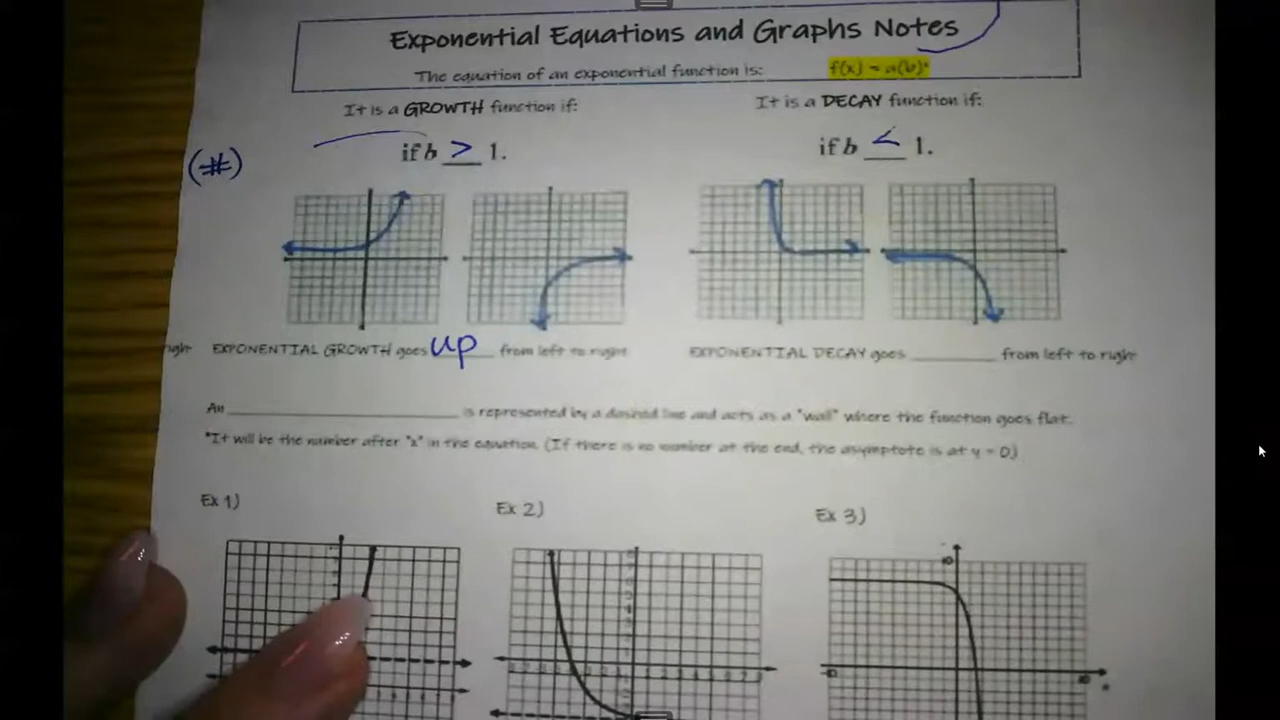 Exponential Equations and Graphs Notes
The equation of an exponential function is: f(x) = a(b)ˣ
It is a GROWTH function if: It is a DECAY function if:
(#) if b > 1. if b < 1.
EXPONENTIAL GROWTH goes up from left to right EXPONENTIAL DECAY goes ________ from left to right
An ____________________ is represented by a dashed line and acts as a "wall" where the function goes flat.
*It will be the number after "x" in the equation. (If there is no number at the end, the asymptote is at y = 0)
Ex 1) Ex 2) Ex 3)